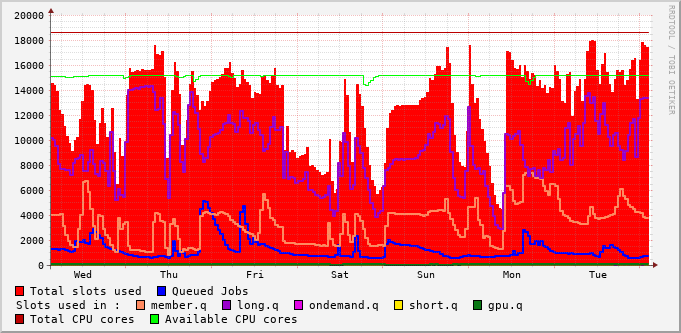 20000
18000
16000
14000
12000
10000
8000
6000
4000
2000
0
Wed Thu Fri Sat Sun Mon Tue
RRDTOOL / TOBI OETIKER
Total slots used Queued Jobs
Slots used in : member.q long.q ondemand.q short.q gpu.q
Total CPU cores Available CPU cores